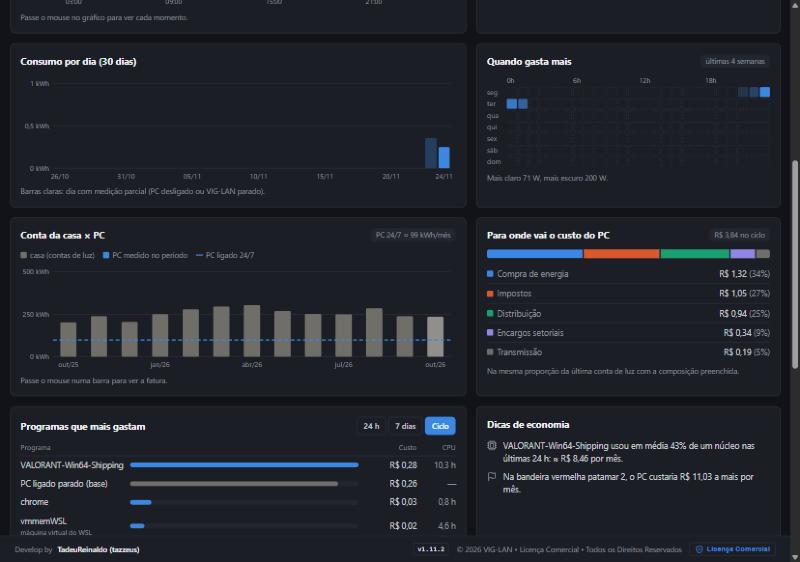 03:00 09:00 15:00 21:00
Passe o mouse no gráfico para ver cada momento.
Consumo por dia (30 dias)
1 kWh
0,5 kWh
0 kWh
26/10 31/10 05/11 10/11 15/11 20/11 24/11
Barras claras: dia com medição parcial (PC desligado ou VIG-LAN parado).
Quando gasta mais
últimas 4 semanas
0h 6h 12h 18h
seg
ter
qua
qui
sex
sáb
dom
Mais claro 71 W, mais escuro 200 W.
Conta da casa × PC
PC 24/7 ≈ 99 kWh/mês
casa (contas de luz) PC medido no período PC ligado 24/7
500 kWh
250 kWh
0 kWh
out/25 jan/26 abr/26 jul/26 out/26
Passe o mouse numa barra para ver a fatura.
Para onde vai o custo do PC
R$ 3,84 no ciclo
Compra de energia R$ 1,32 (34%)
Impostos R$ 1,05 (27%)
Distribuição R$ 0,94 (25%)
Encargos setoriais R$ 0,34 (9%)
Transmissão R$ 0,19 (5%)
Na mesma proporção da última conta de luz com a composição preenchida.
Programas que mais gastam
24 h 7 dias Ciclo
Programa Custo CPU
VALORANT-Win64-Shipping R$ 0,28 10,3 h
PC ligado parado (base) R$ 0,26 —
chrome R$ 0,03 0,8 h
vmmemWSL R$ 0,02 4,6 h
máquina virtual do WSL
Dicas de economia
VALORANT-Win64-Shipping usou em média 43% de um núcleo nas
últimas 24 h: ≈ R$ 8,46 por mês.
Na bandeira vermelha patamar 2, o PC custaria R$ 11,03 a mais por
mês.
Develop by TadeuReinaldo (tazzeus)
v1.11.2 © 2026 VIG-LAN • Licença Comercial • Todos os Direitos Reservados Licença Comercial